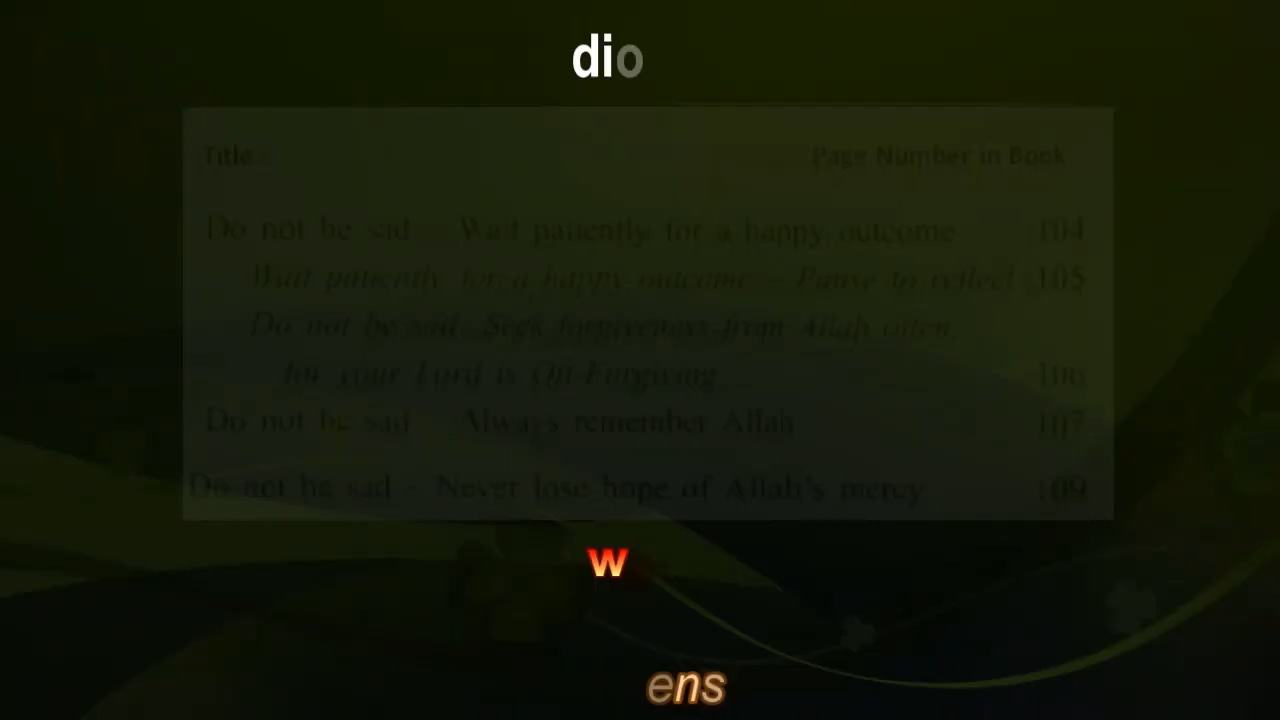 dio
Title
Page Number in Book
Do not be sad Wait patiently for a happy outcome 104
Wait patiently for a happy outcome – Pause to reflect 105
Do not be sad Seek forgiveness from Allah often
for your Lord is Oft-Forgiving 106
Do not be sad Always remember Allah 107
Do not be sad – Never lose hope of Allah's mercy 109
w
ens